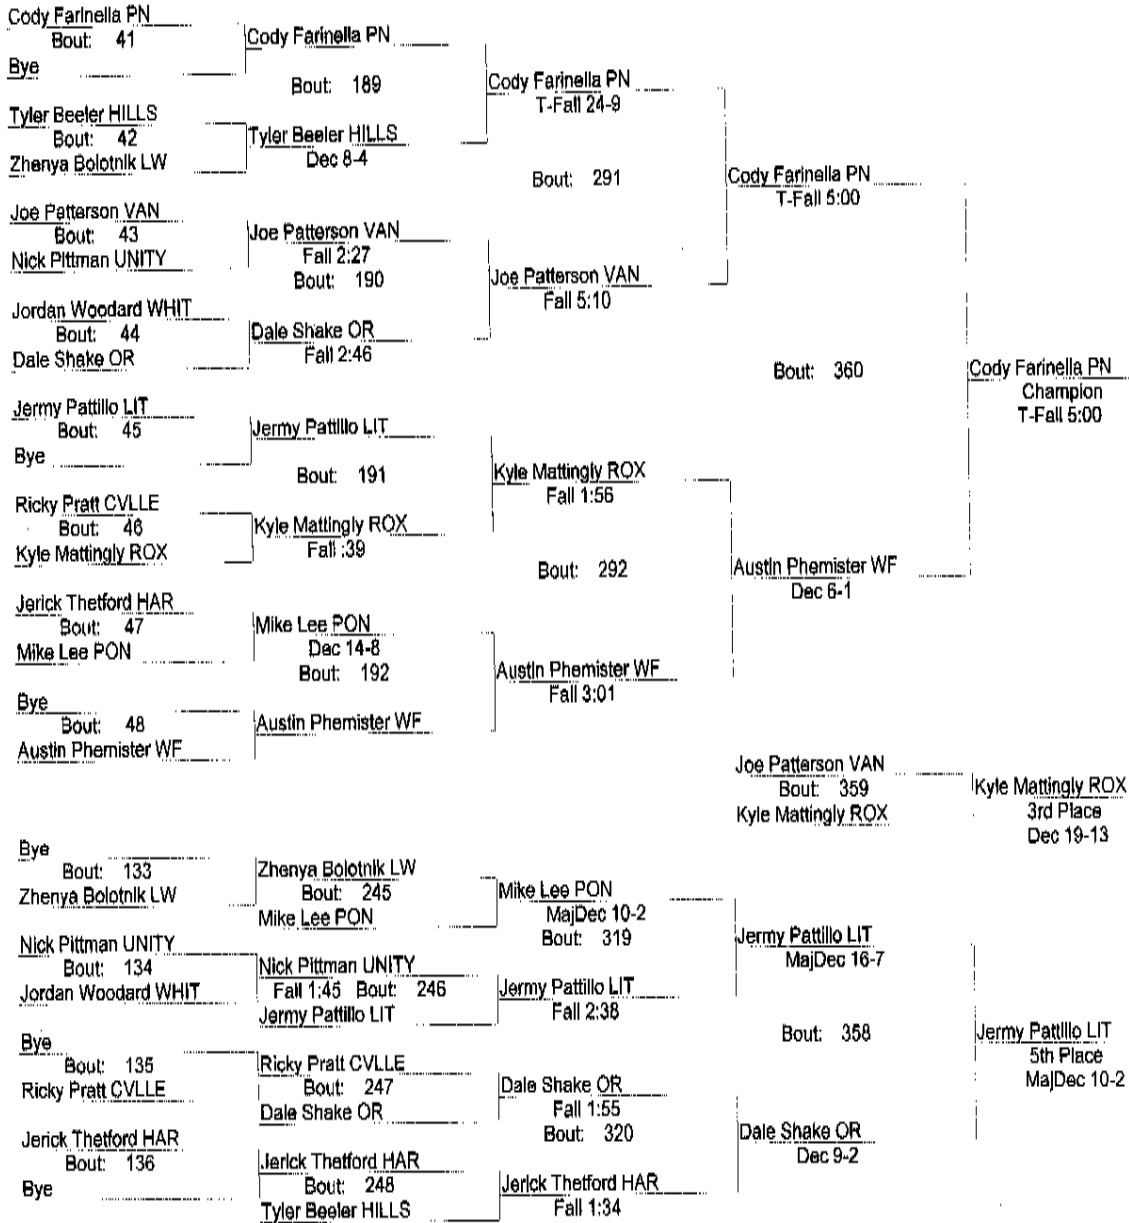 Cody Farinella PN
Bout: 41
Bye
Cody Farinella PN
Bout: 189
Tyler Beeler HILLS
Bout: 42
Zhenya Bolotnik LW
Tyler Beeler HILLS
Dec 8-4
Cody Farinella PN
T-Fall 24-9
Bout: 291
Joe Patterson VAN
Bout: 43
Nick Pittman UNITY
Joe Patterson VAN
Fall 2:27
Bout: 190
Jordan Woodard WHIT
Bout: 44
Dale Shake OR
Dale Shake OR
Fall 2:46
Joe Patterson VAN
Fall 5:10
Cody Farinella PN
T-Fall 5:00
Bout: 360
Cody Farinella PN
Champion
T-Fall 5:00
Jermy Pattillo LIT
Bout: 45
Bye
Jermy Pattillo LIT
Bout: 191
Ricky Pratt CVLLE
Bout: 46
Kyle Mattingly ROX
Kyle Mattingly ROX
Fall :39
Kyle Mattingly ROX
Fall 1:56
Bout: 292
Jerick Thetford HAR
Bout: 47
Mike Lee PON
Mike Lee PON
Dec 14-8
Bout: 192
Bye
Bout: 48
Austin Phemister WF
Austin Phemister WF
Austin Phemister WF
Fall 3:01
Austin Phemister WF
Dec 6-1
Joe Patterson VAN
Bout: 359
Kyle Mattingly ROX
Kyle Mattingly ROX
3rd Place
Dec 19-13
Bye
Bout: 133
Zhenya Bolotnik LW
Zhenya Bolotnik LW
Bout: 245
Mike Lee PON
Mike Lee PON
MajDec 10-2
Bout: 319
Nick Pittman UNITY
Bout: 134
Jordan Woodard WHIT
Nick Pittman UNITY
Fall 1:45 Bout: 246
Jermy Pattillo LIT
Jermy Pattillo LIT
Fall 2:38
Jermy Pattillo LIT
MajDec 16-7
Bout: 358
Jermy Pattillo LIT
5th Place
MajDec 10-2
Bye
Bout: 135
Ricky Pratt CVLLE
Ricky Pratt CVLLE
Bout: 247
Dale Shake OR
Dale Shake OR
Fall 1:55
Bout: 320
Jerick Thetford HAR
Bout: 136
Bye
Jerick Thetford HAR
Bout: 248
Tyler Beeler HILLS
Jerick Thetford HAR
Fall 1:34
Dale Shake OR
Dec 9-2